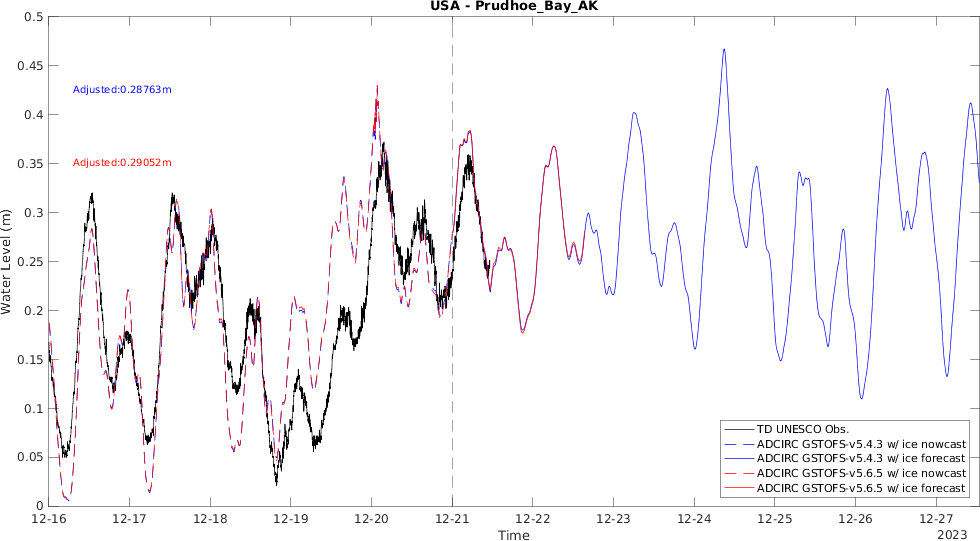 USA - Prudhoe_Bay_AK
0.5
0.45
0.4
0.35
0.3
0.25
0.2
0.15
0.1
0.05
0
Water Level (m)
Adjusted:0.28763m
Adjusted:0.29052m
TD UNESCO Obs.
ADCIRC GSTOFS-v5.4.3 w/ ice nowcast
ADCIRC GSTOFS-v5.4.3 w/ ice forecast
ADCIRC GSTOFS-v5.6.5 w/ ice nowcast
ADCIRC GSTOFS-v5.6.5 w/ ice forecast
12-16 12-17 12-18 12-19 12-20 12-21 12-22 12-23 12-24 12-25 12-26 12-27
Time
2023